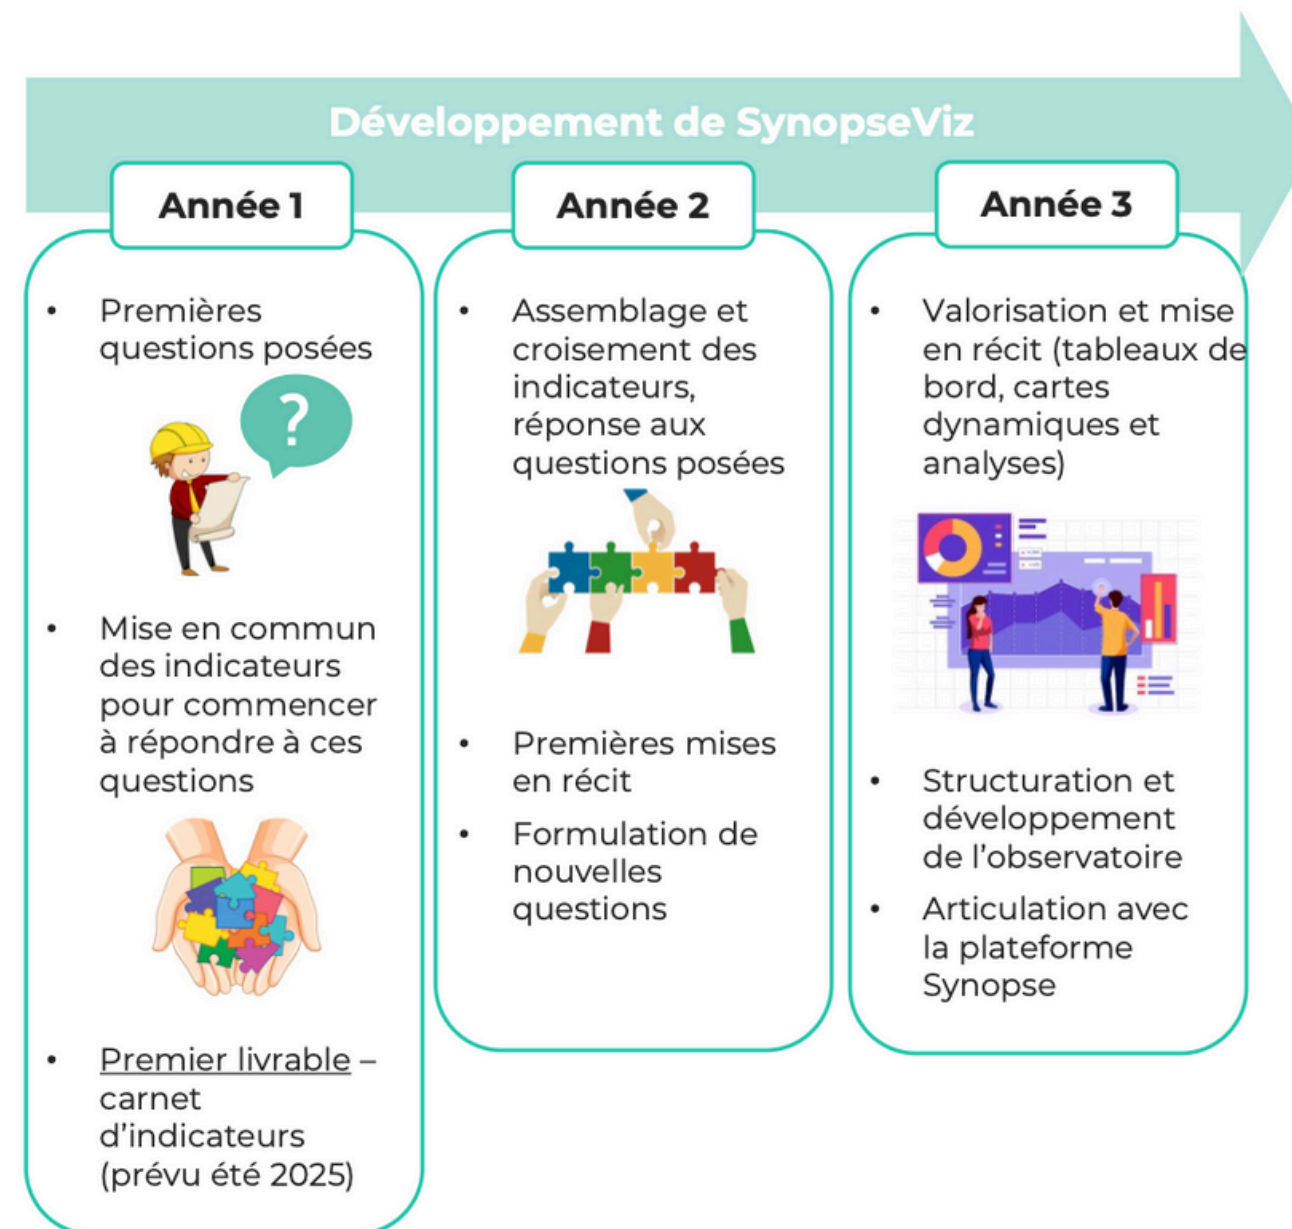 Développement de SynopseViz
Année 1
• Premières
questions posées
?
• Mise en commun
des indicateurs
pour commencer
à répondre à ces
questions
• Premier livrable –
carnet
d'indicateurs
(prévu été 2025)
Année 2
• Assemblage et
croisement des
indicateurs,
réponse aux
questions posées
• Premières mises
en récit
• Formulation de
nouvelles
questions
Année 3
• Valorisation et mise
en récit (tableaux de
bord, cartes
dynamiques et
analyses)
• Structuration et
développement
de l'observatoire
• Articulation avec
la plateforme
Synopse